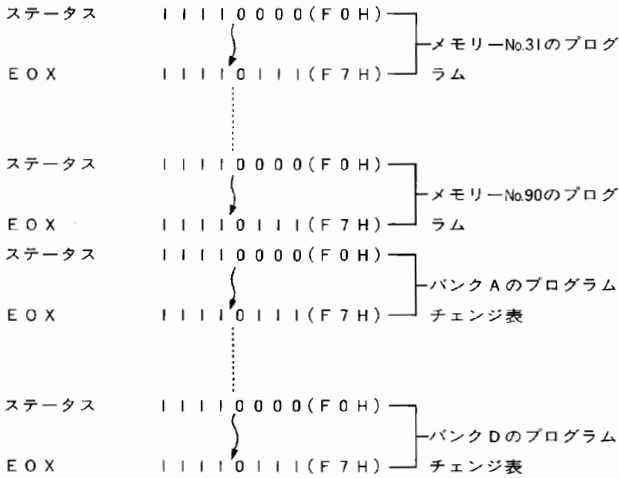 ステータス 11110000(F0H)
メモリーNo.31のプログ
EOX 11110111(F7H)
ラム
ステータス 11110000(F0H)
メモリーNo.90のプログ
EOX 11110111(F7H)
ラム
ステータス 11110000(F0H)
バンクAのプログラム
EOX 11110111(F7H)
チェンジ表
ステータス 11110000(F0H)
バンクDのプログラム
EOX 11110111(F7H)
チェンジ表